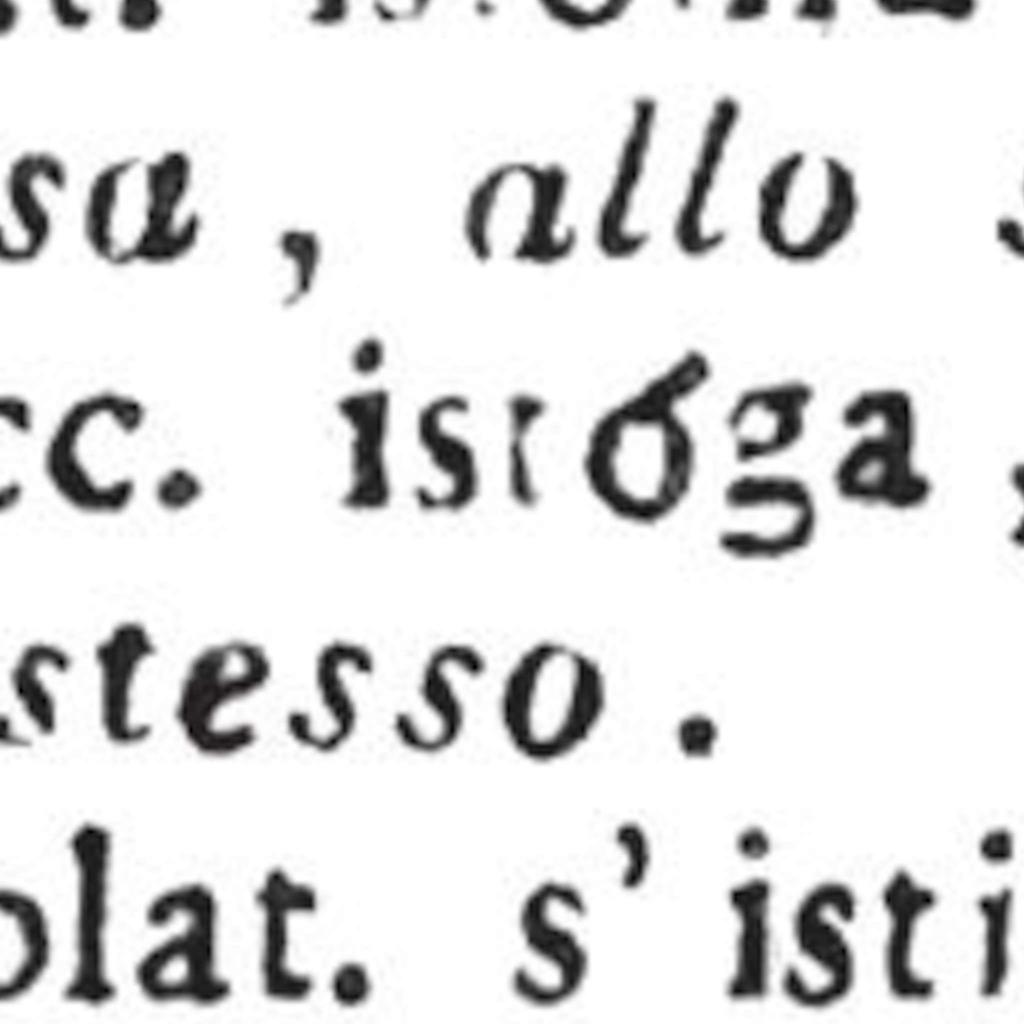 sa, allo
cc. istóga,
stesso.
olat. s'isti